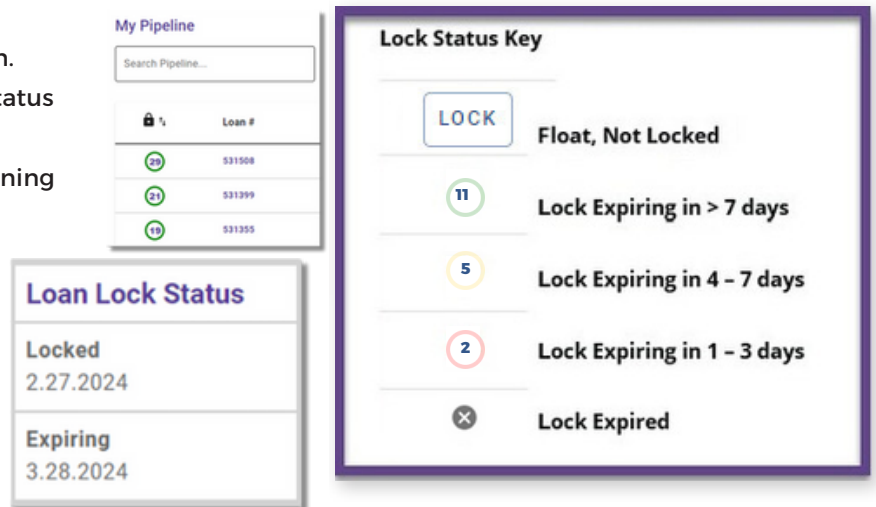 n.
tatus
ning
My Pipeline
Search Pipeline...
Loan #
29 531508
21 531399
19 531355
Loan Lock Status
Locked
2.27.2024
Expiring
3.28.2024
Lock Status Key
LOCK Float, Not Locked
11 Lock Expiring in > 7 days
5 Lock Expiring in 4 – 7 days
2 Lock Expiring in 1 – 3 days
Lock Expired